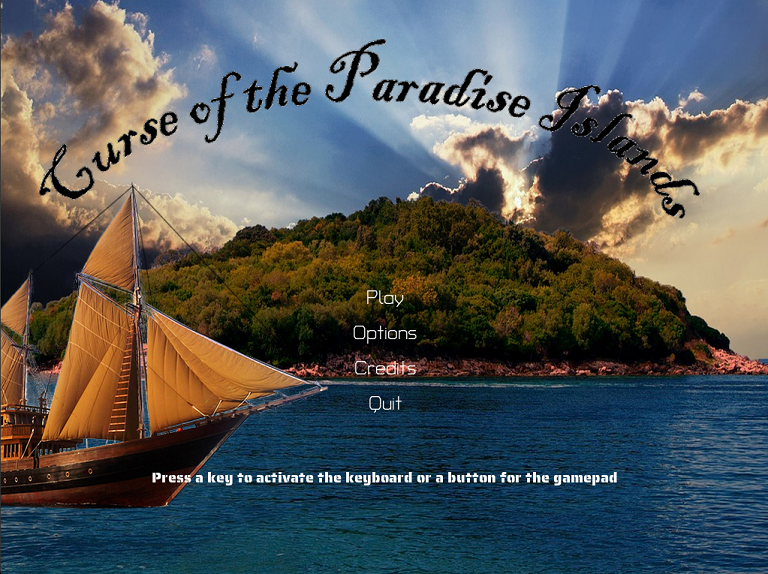 Curse of the Paradise Islands
Play
Options
Credits
Quit
Press a key to activate the keyboard or a button for the gamepad